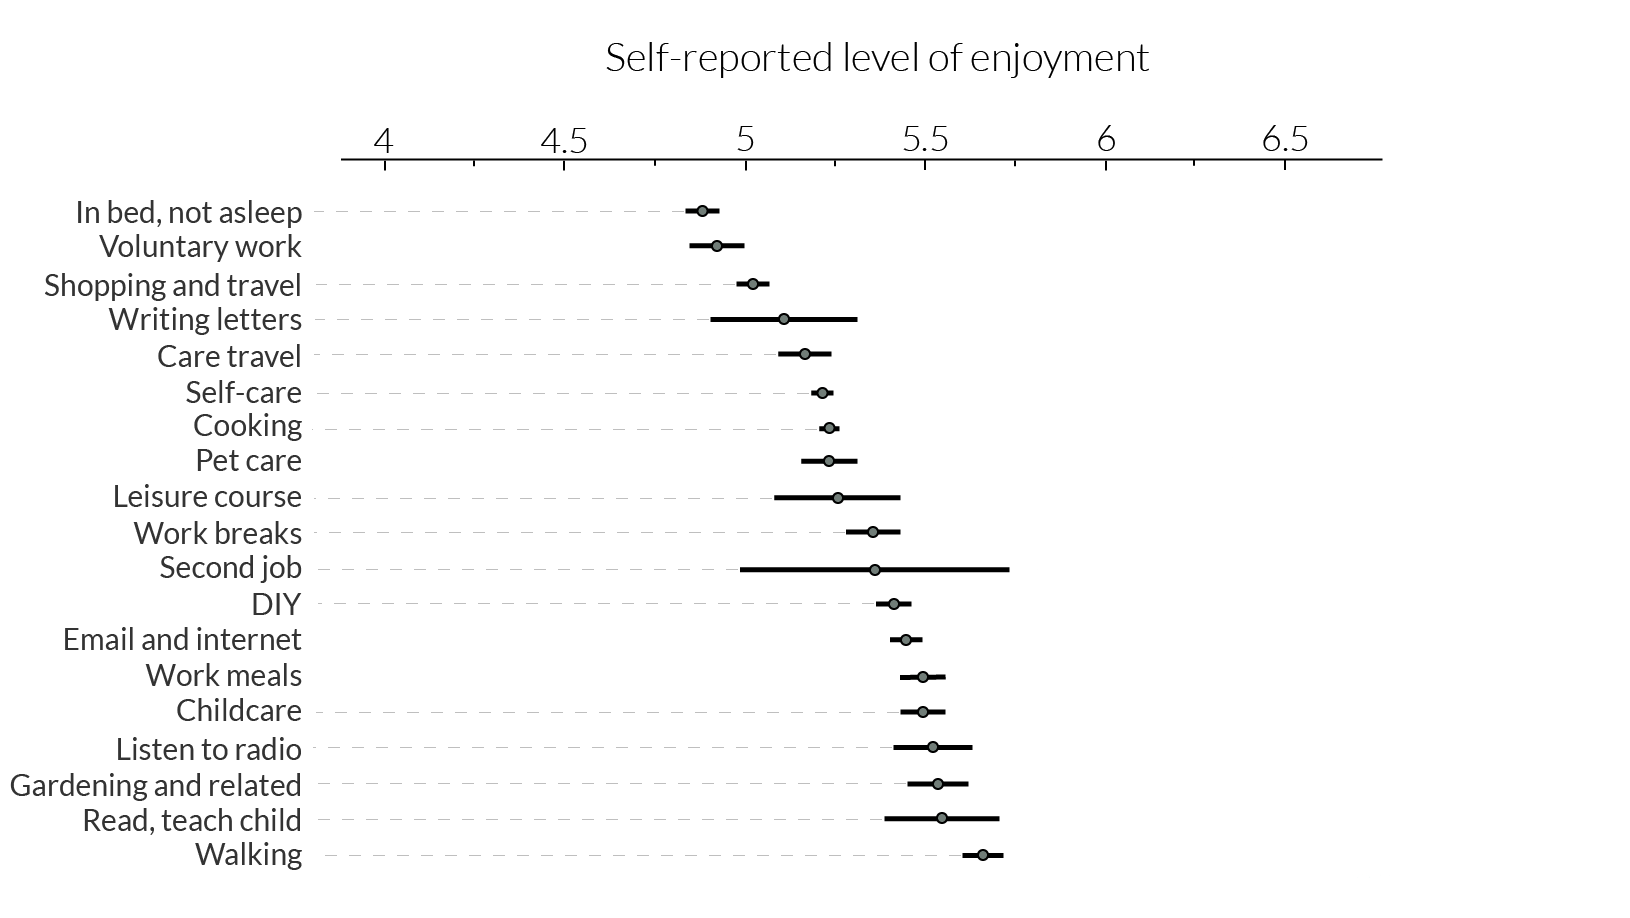 Self-reported level of enjoyment
4 4.5 5 5.5 6 6.5
In bed, not asleep
Voluntary work
Shopping and travel
Writing letters
Care travel
Self-care
Cooking
Pet care
Leisure course
Work breaks
Second job
DIY
Email and internet
Work meals
Childcare
Listen to radio
Gardening and related
Read, teach child
Walking